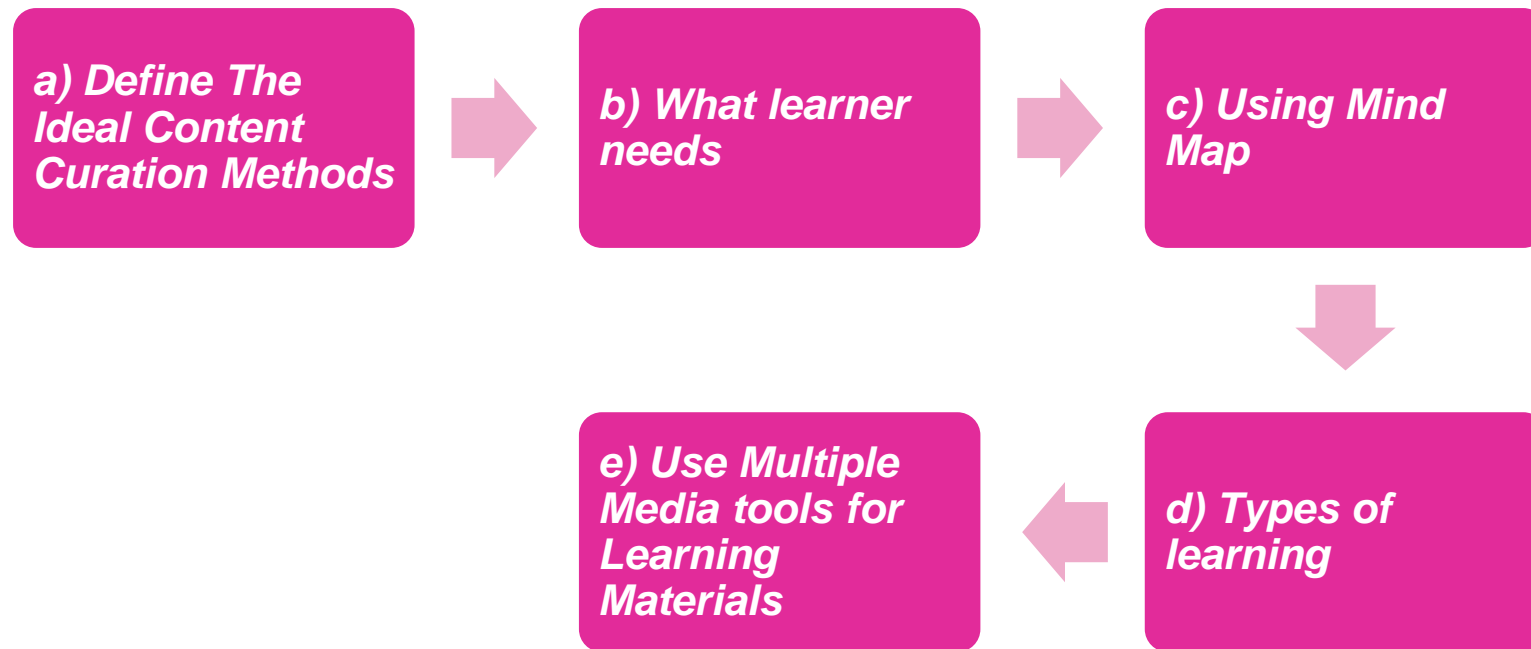 a) Define The
Ideal Content
Curation Methods
b) What learner
needs
c) Using Mind
Map
d) Types of
learning
e) Use Multiple
Media tools for
Learning
Materials